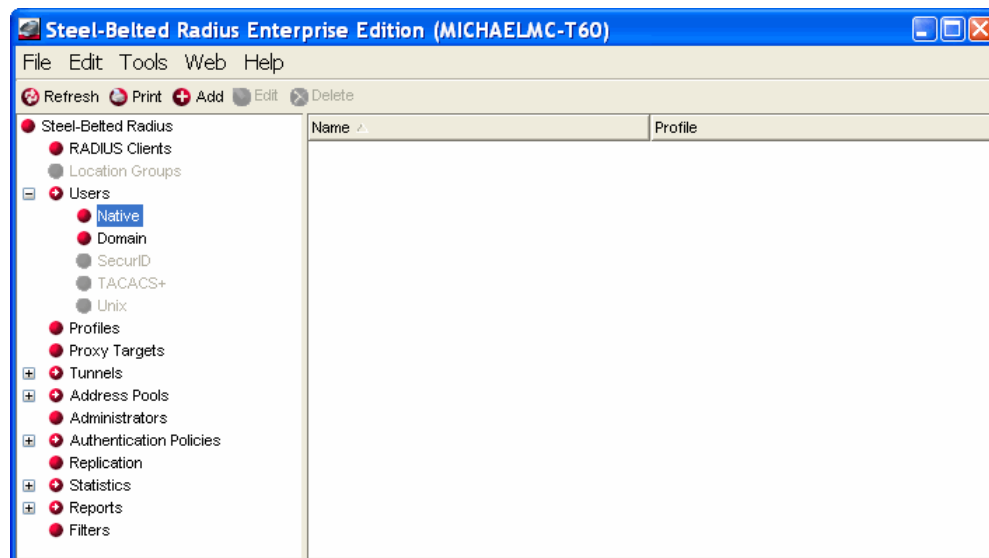 Steel-Belted Radius Enterprise Edition (MICHAELMC-T60)
File Edit Tools Web Help
Refresh Print Add Edit Delete
Name Profile
Steel-Belted Radius
RADIUS Clients
Location Groups
Users
Native
Domain
SecurID
TACACS+
Unix
Profiles
Proxy Targets
Tunnels
Address Pools
Administrators
Authentication Policies
Replication
Statistics
Reports
Filters